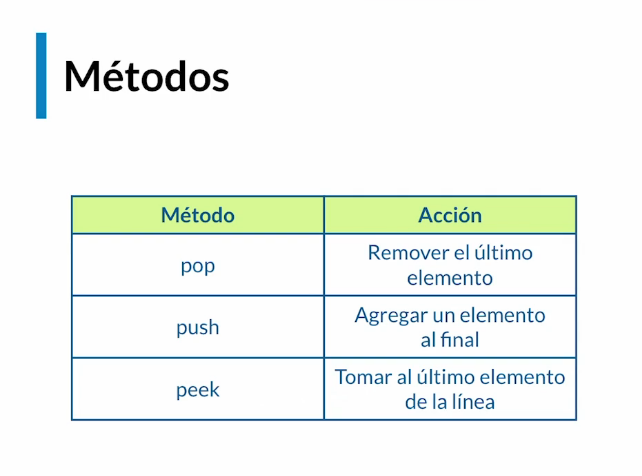 Métodos
Método
Acción
pop
Remover el último
elemento
push
Agregar un elemento
al final
peek
Tomar al último elemento
de la línea